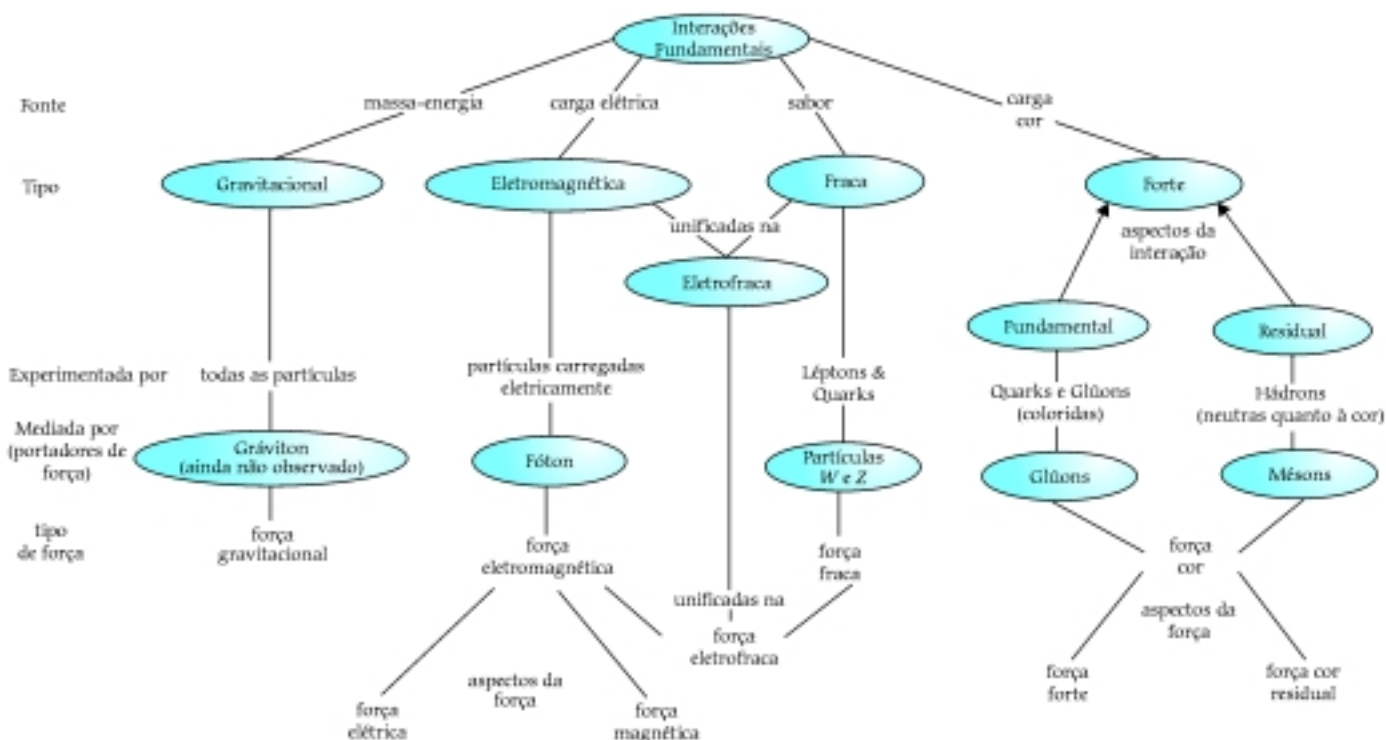 Interações
Fundamentais
Fonte
massa-energia
carga elétrica
sabor
carga
cor
Tipo
Gravitacional
Eletromagnética
Fraca
Forte
unificadas na
aspectos da
interação
Eletrofraca
Fundamental
Residual
Experimentada por
todas as partículas
partículas carregadas
eletricamente
Léptons &
Quarks
Quarks e Glúons
(coloridas)
Hádrons
(neutras quanto à cor)
Mediada por
(portadores de
força)
Gráviton
(ainda não observado)
Fóton
Partículas
W e Z
Glúons
Mésons
tipo
de força
força
gravitacional
força
eletromagnética
força
fraca
força
cor
unificadas na
força
eletrofraca
aspectos da
força
força
forte
força cor
residual
aspectos da
força
força
elétrica
força
magnética